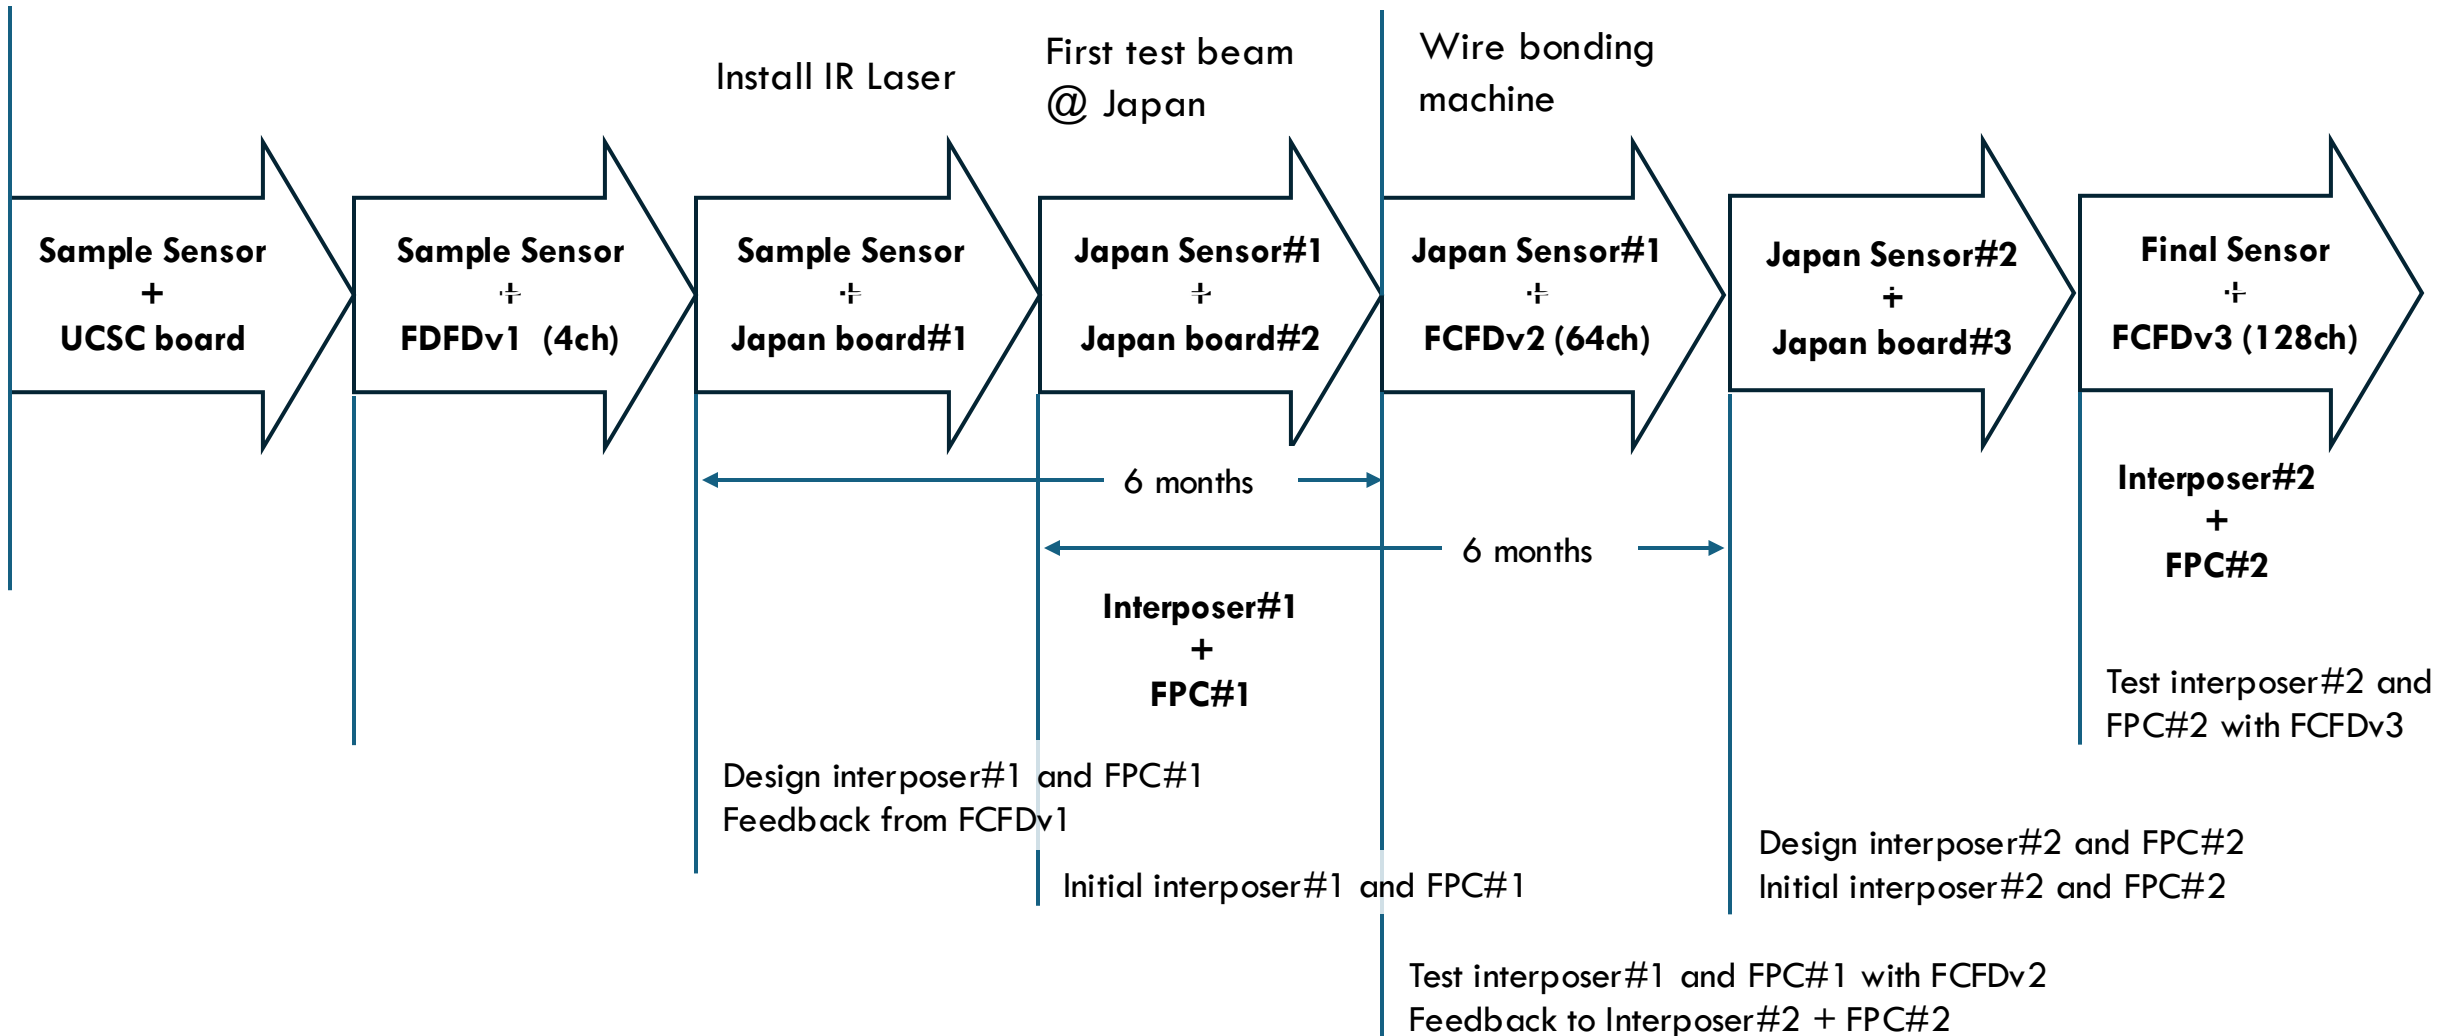 Install IR Laser
First test beam
@ Japan
Wire bonding
machine
Sample Sensor
+
UCSC board
Sample Sensor
+
FDFDv1 (4ch)
Sample Sensor
+
Japan board#1
Japan Sensor#1
+
Japan board#2
Japan Sensor#1
+
FCFDv2 (64ch)
Japan Sensor#2
+
Japan board#3
Final Sensor
+
FCFDv3 (128ch)
6 months
6 months
Interposer#1
+
FPC#1
Interposer#2
+
FPC#2
Test interposer#2 and
FPC#2 with FCFDv3
Design interposer#1 and FPC#1
Feedback from FCFDv1
Initial interposer#1 and FPC#1
Design interposer#2 and FPC#2
Initial interposer#2 and FPC#2
Test interposer#1 and FPC#1 with FCFDv2
Feedback to Interposer#2 + FPC#2